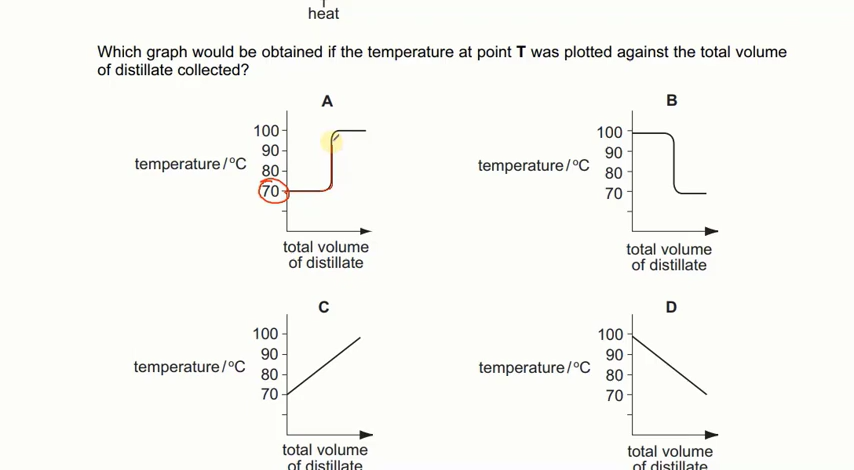 heat
Which graph would be obtained if the temperature at point T was plotted against the total volume
of distillate collected?
A
100
90
80
70
temperature / °C
total volume
of distillate
B
100
90
80
70
temperature / °C
total volume
of distillate
C
100
90
80
70
temperature / °C
total volume
of distillate
D
100
90
80
70
temperature / °C
total volume
of distillate